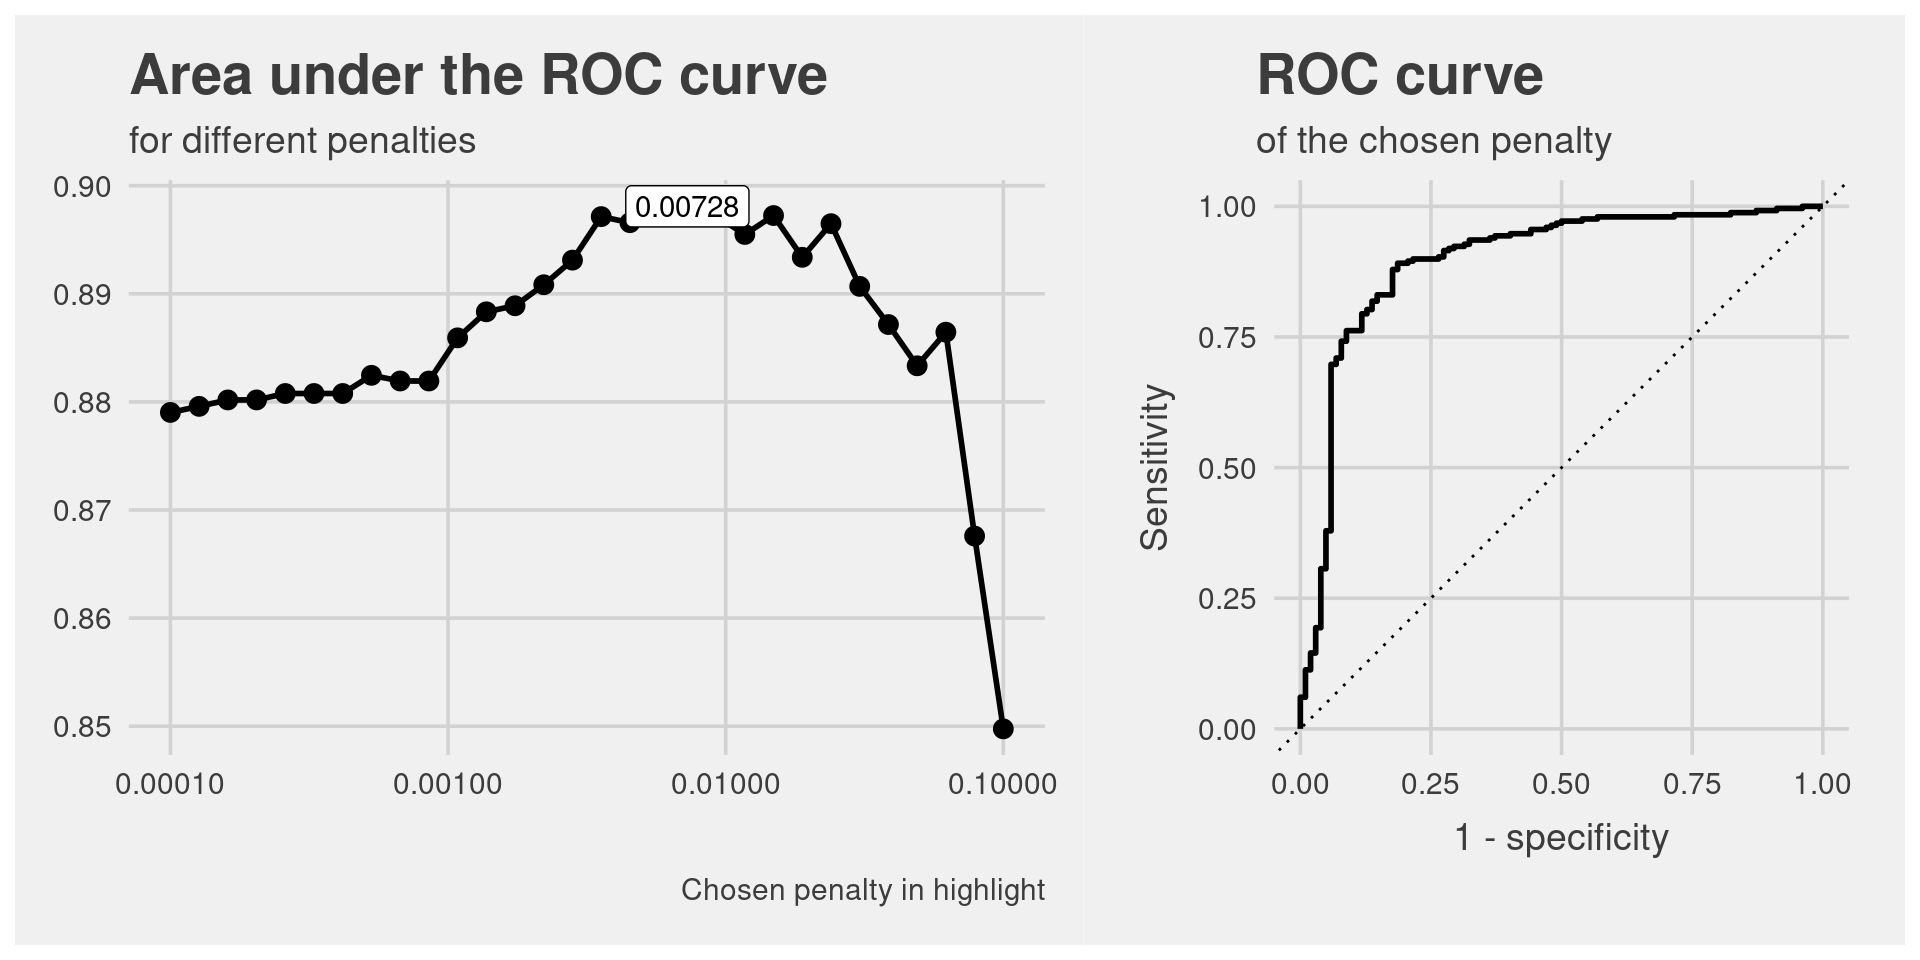 Area under the ROC curve
for different penalties
0.90
0.89
0.88
0.87
0.86
0.85
0.00728
0.00010 0.00100 0.01000 0.10000
Chosen penalty in highlight
ROC curve
of the chosen penalty
Sensitivity
1.00
0.75
0.50
0.25
0.00
0.00 0.25 0.50 0.75 1.00
1 - specificity